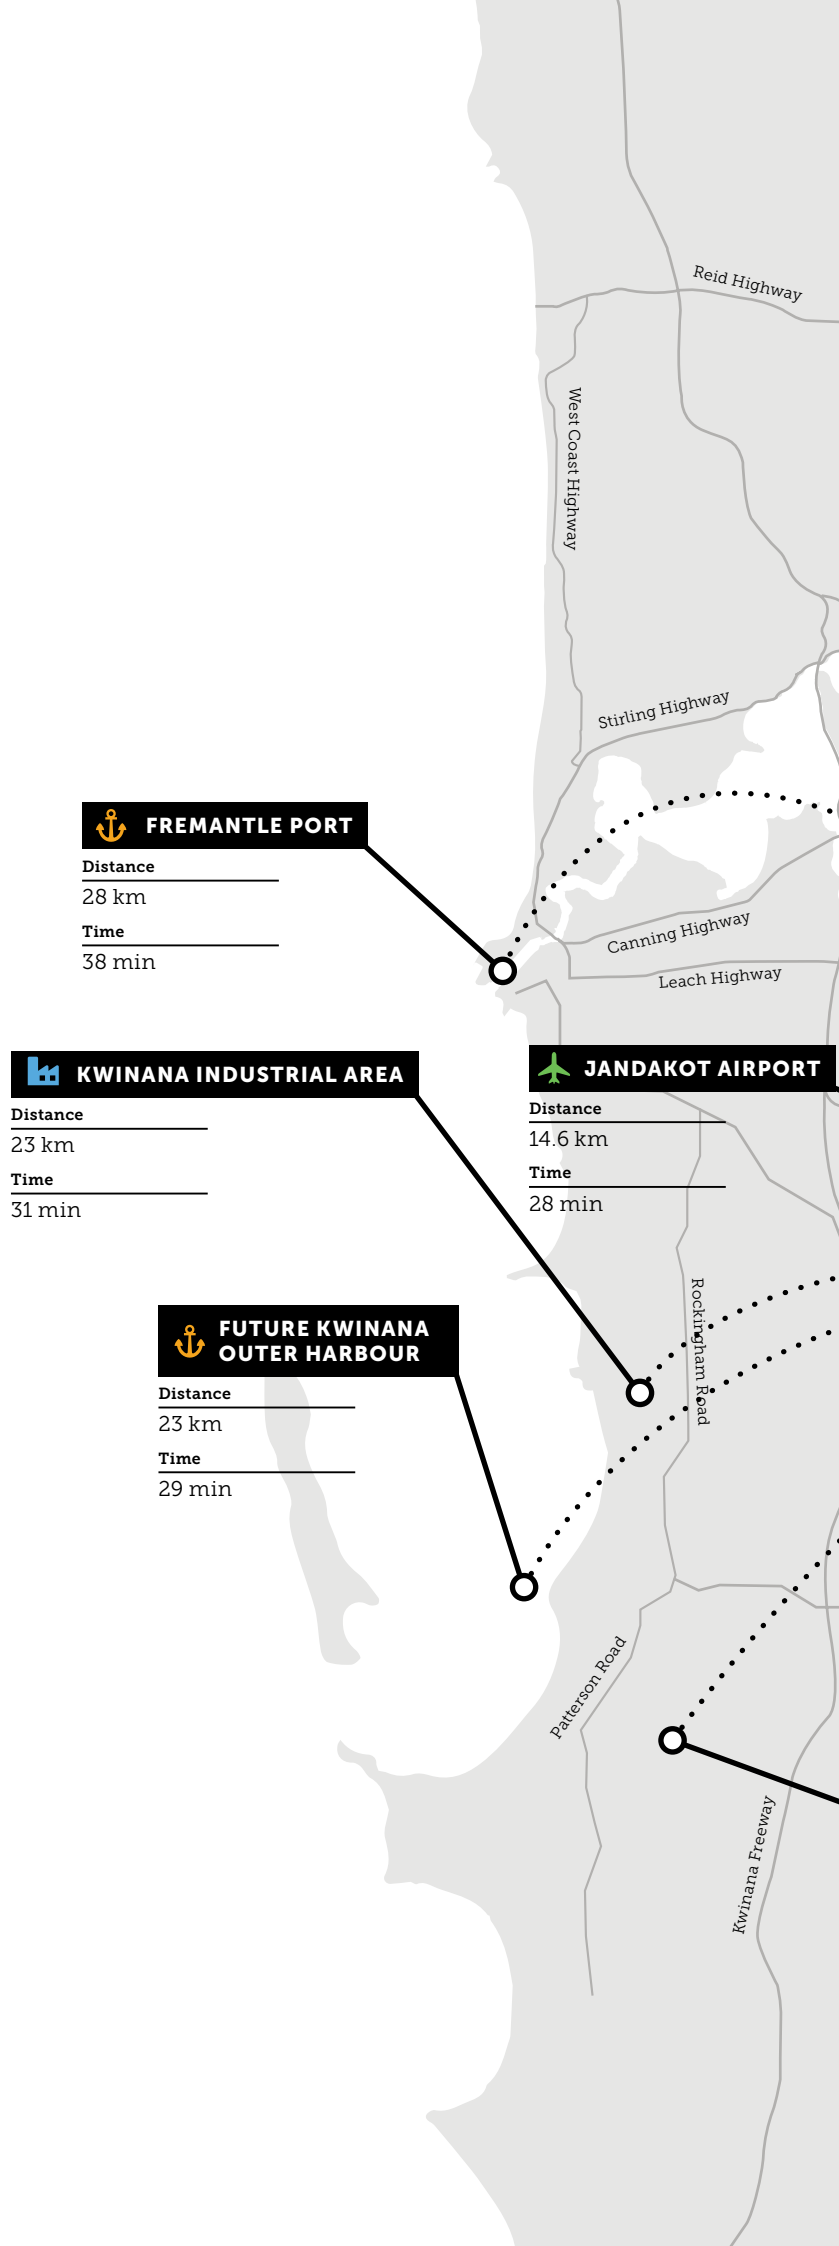 Reid Highway
West Coast Highway
Stirling Highway
FREMANTLE PORT
Distance
28 km
Time
38 min
Canning Highway
Leach Highway
KWINANA INDUSTRIAL AREA
Distance
23 km
Time
31 min
JANDAKOT AIRPORT
Distance
14.6 km
Time
28 min
Rockingham Road
FUTURE KWINANA
OUTER HARBOUR
Distance
23 km
Time
29 min
Patterson Road
Kwinana Freeway